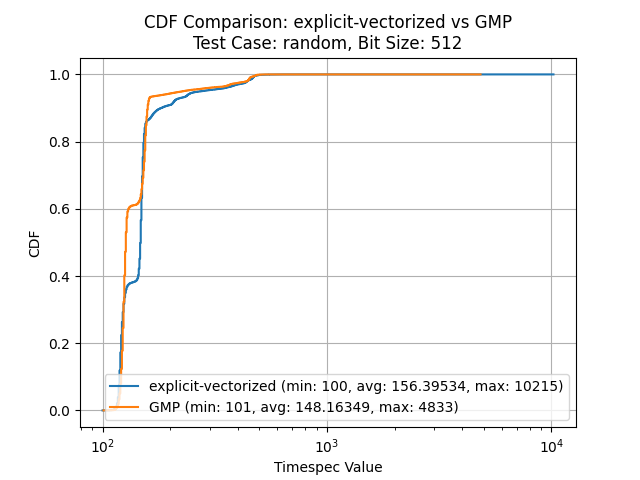 CDF Comparison: explicit-vectorized vs GMP
Test Case: random, Bit Size: 512
CDF
1.0
0.8
0.6
0.4
0.2
0.0
explicit-vectorized (min: 100, avg: 156.39534, max: 10215)
GMP (min: 101, avg: 148.16349, max: 4833)
10² 10³ 10⁴
Timespec Value